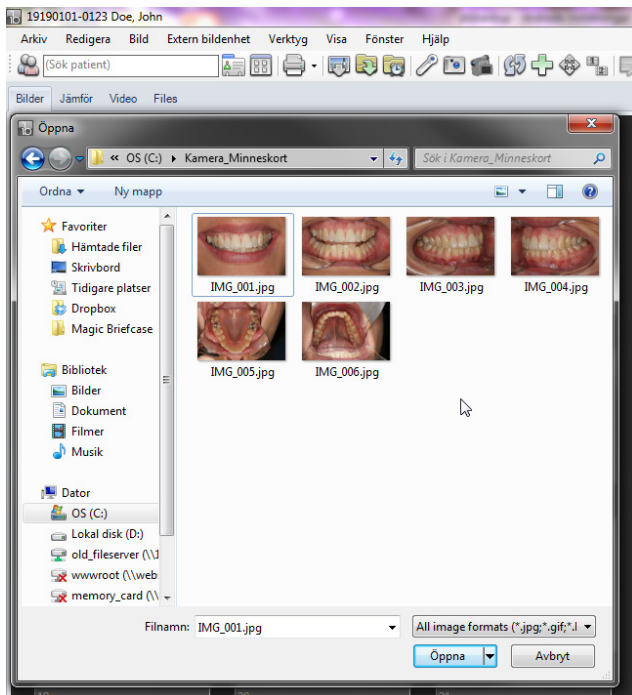 19190101-0123 Doe, John
Arkiv Redigera Bild Extern bildenhet Verktyg Visa Fönster Hjälp
(Sök patient)
Bilder Jämför Video Files
Öppna
« OS (C:) Kamera_Minneskort
Sök i Kamera_Minneskort
Ordna Ny mapp
Favoriter
Hämtade filer
Skrivbord
Tidigare platser
Dropbox
Magic Briefcase
Bibliotek
Bilder
Dokument
Filmer
Musik
Dator
OS (C:)
Lokal disk (D:)
old_fileserver (\\1
wwwroot (\\web
memory_card (\\
IMG_001.jpg IMG_002.jpg IMG_003.jpg IMG_004.jpg
IMG_005.jpg IMG_006.jpg
Filnamn: IMG_001.jpg
All image formats (*.jpg;*.gif;*.l
Öppna Avbryt